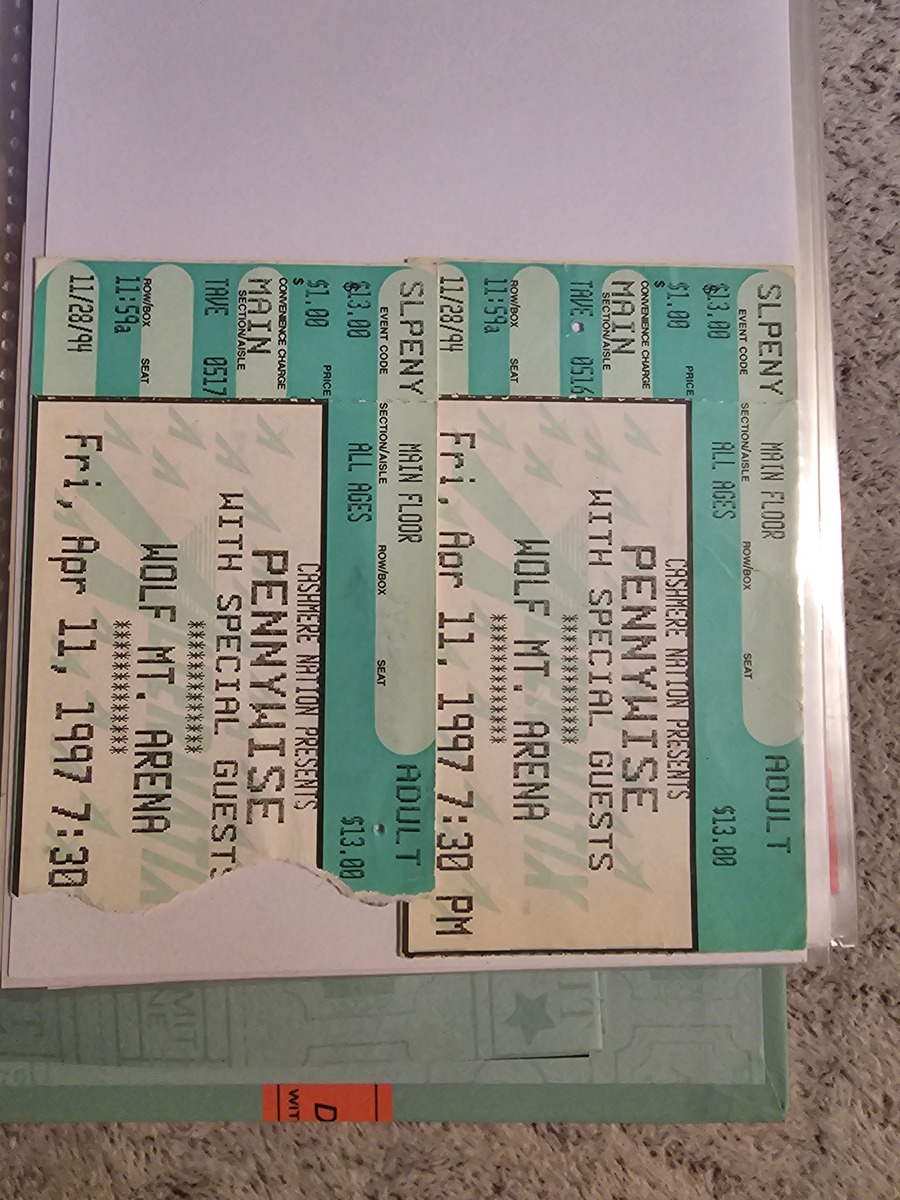 SLPENY
EVENT CODE
$13.00
PRICE
$
$1.00
CONVENIENCE CHARGE
MAIN
SECTION/AISLE
TAVE 0516
ROW/BOX SEAT
11:59a
11/28/94
MAIN FLOOR ADULT
SECTION/AISLE ROW/BOX SEAT
ALL AGES $13.00
CASHMERE NATION PRESENTS
PENNYWISE
WITH SPECIAL GUESTS
***********
WOLF MT. ARENA
***********
Fri, Apr 11, 1997 7:30 PM
SLPENY
EVENT CODE
$13.00
PRICE
$
$1.00
CONVENIENCE CHARGE
MAIN
SECTION/AISLE
TAVE 0517
ROW/BOX SEAT
11:59a
11/28/94
MAIN FLOOR ADULT
SECTION/AISLE ROW/BOX SEAT
ALL AGES $13.00
CASHMERE NATION PRESENTS
PENNYWISE
WITH SPECIAL GUESTS
***********
WOLF MT. ARENA
***********
Fri, Apr 11, 1997 7:30
D
WIT